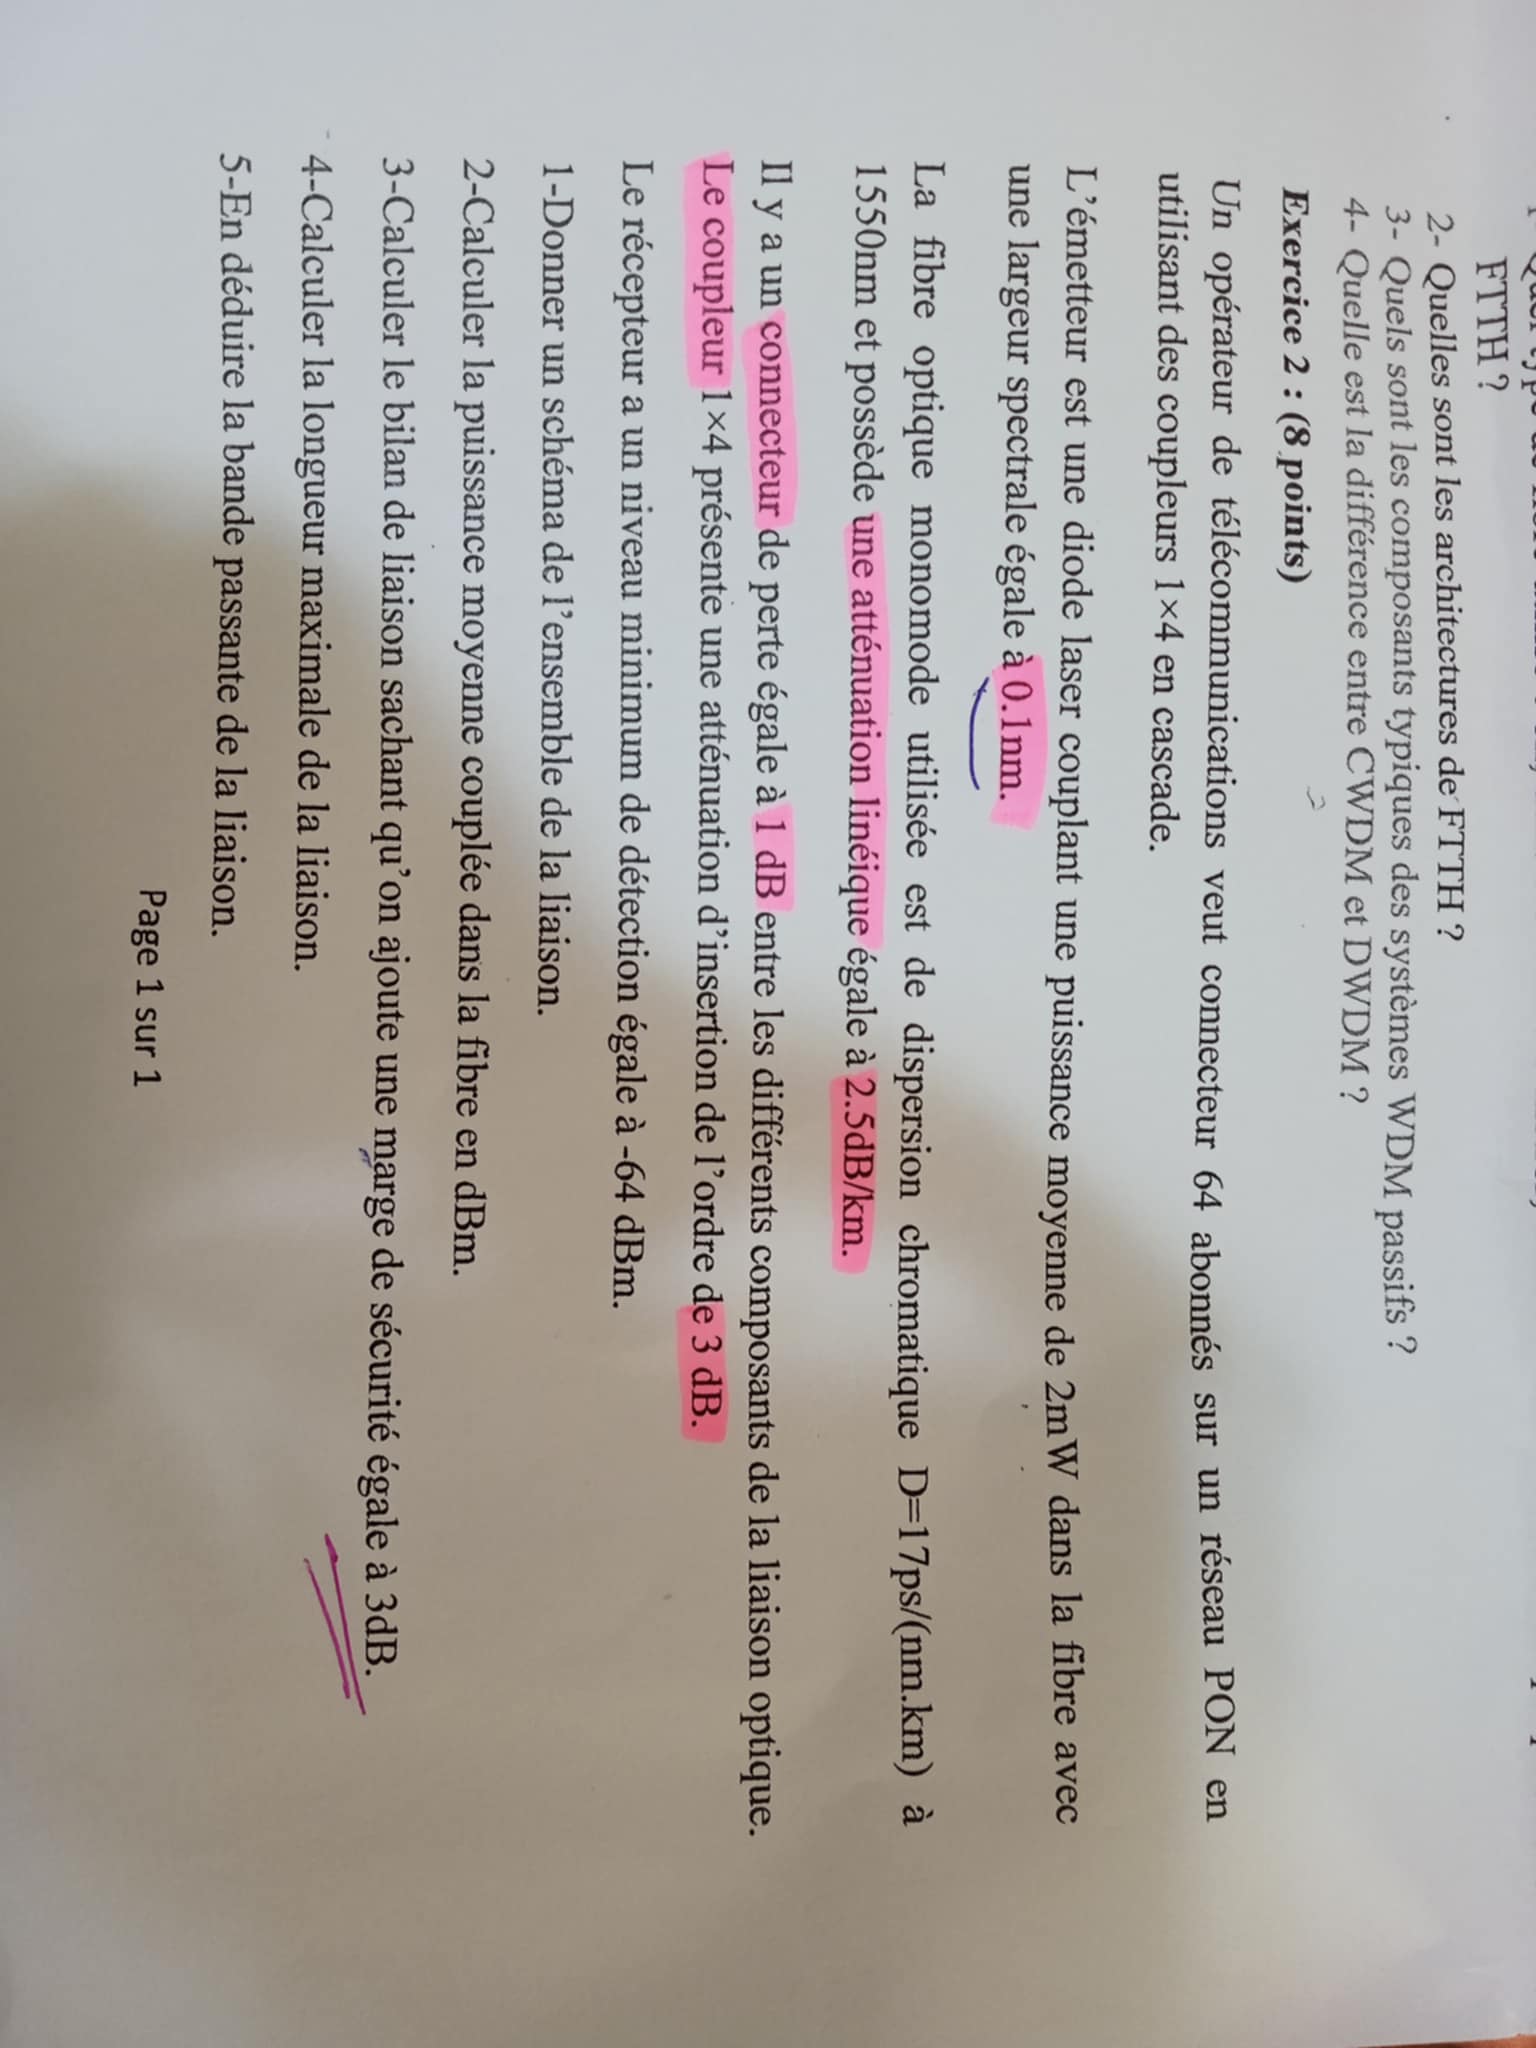 FTTH ?
2- Quelles sont les architectures de FTTH ?
3- Quels sont les composants typiques des systèmes WDM passifs ?
4- Quelle est la différence entre CWDM et DWDM ?
Exercice 2 : (8 points)
Un opérateur de télécommunications veut connecteur 64 abonnés sur un réseau PON en
utilisant des coupleurs 1×4 en cascade.
L’émetteur est une diode laser couplant une puissance moyenne de 2mW dans la fibre avec
une largeur spectrale égale à 0.1nm.
La fibre optique monomode utilisée est de dispersion chromatique D=17ps/(nm.km) à
1550nm et possède une atténuation linéique égale à 2.5dB/km.
Il y a un connecteur de perte égale à 1 dB entre les différents composants de la liaison optique.
Le coupleur 1×4 présente une atténuation d’insertion de l’ordre de 3 dB.
Le récepteur a un niveau minimum de détection égale à -64 dBm.
1-Donner un schéma de l’ensemble de la liaison.
2-Calculer la puissance moyenne couplée dans la fibre en dBm.
3-Calculer le bilan de liaison sachant qu’on ajoute une marge de sécurité égale à 3dB.
4-Calculer la longueur maximale de la liaison.
5-En déduire la bande passante de la liaison.
Page 1 sur 1